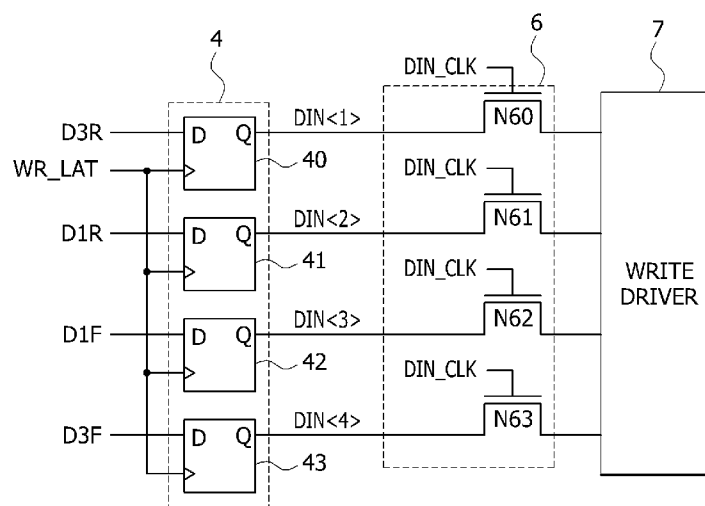 4
6
7
DIN_CLK
D3R
D
Q
DIN<1>
N60
WR_LAT
40
DIN_CLK
D1R
D
Q
DIN<2>
N61
41
WRITE
DRIVER
DIN_CLK
D1F
D
Q
DIN<3>
N62
42
DIN_CLK
D3F
D
Q
DIN<4>
N63
43